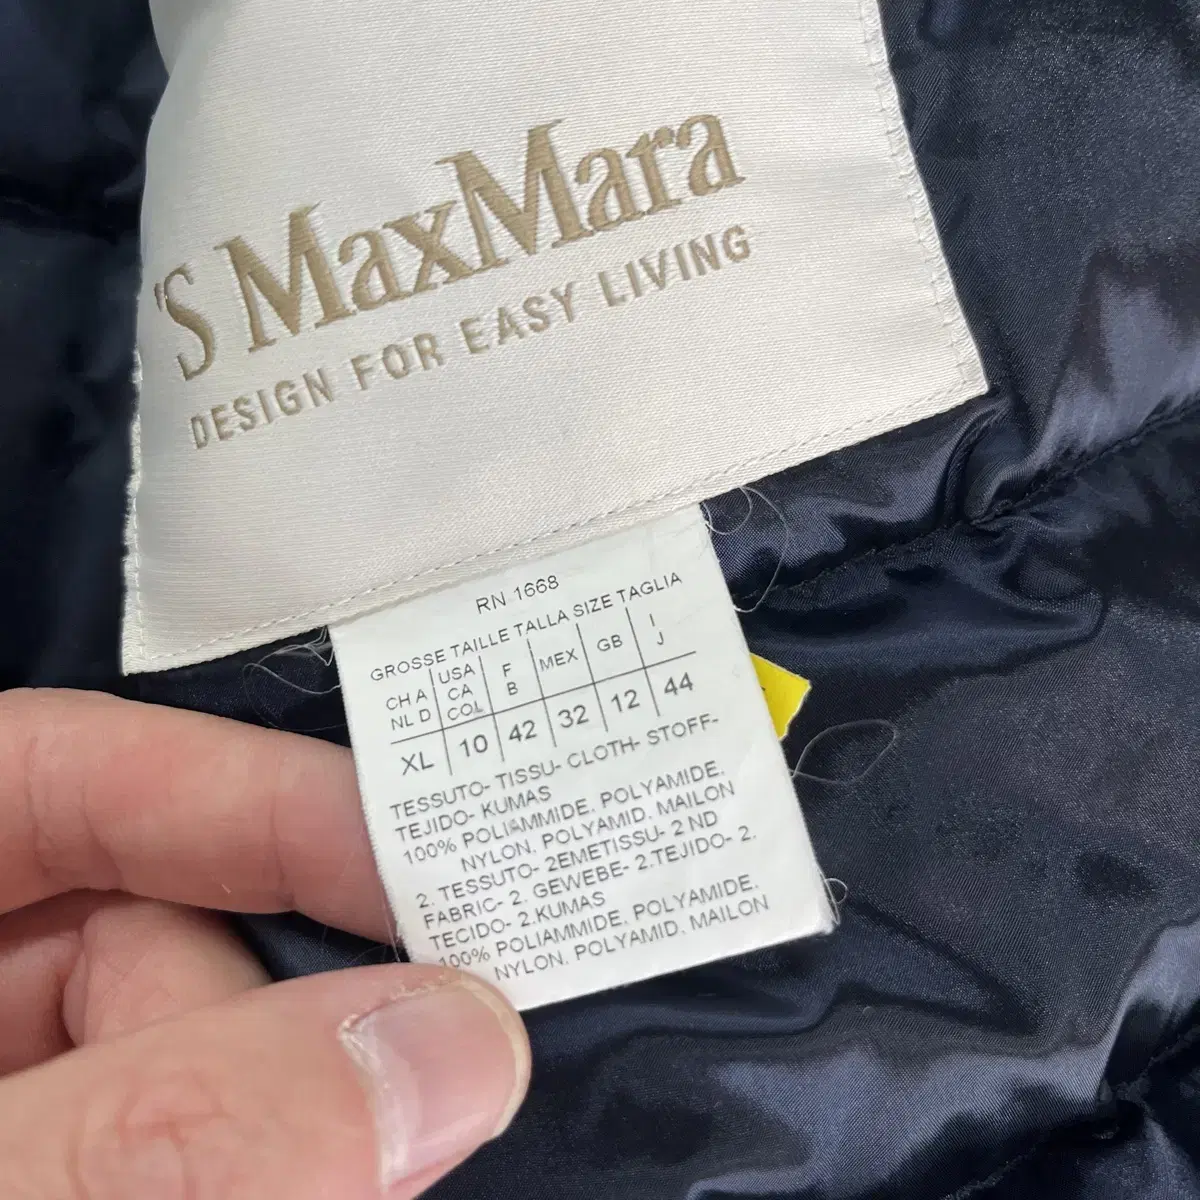 'S MaxMara
DESIGN FOR EASY LIVING
RN 1668
GROSSE TAILLE TALLA SIZE TAGLIA
CH A USA F MEX GB I
NL D CA B J
COL
XL 10 42 32 12 44
TESSUTO- TISSU- CLOTH- STOFF-
TEJIDO- KUMAS
100% POLIAMMIDE. POLYAMIDE.
NYLON. POLYAMID. MAILON
2. TESSUTO- 2EMETISSU- 2 ND
FABRIC- 2. GEWEBE- 2.TEJIDO- 2.
TECIDO- 2.KUMAS
100% POLIAMMIDE. POLYAMIDE.
NYLON. POLYAMID. MAILON